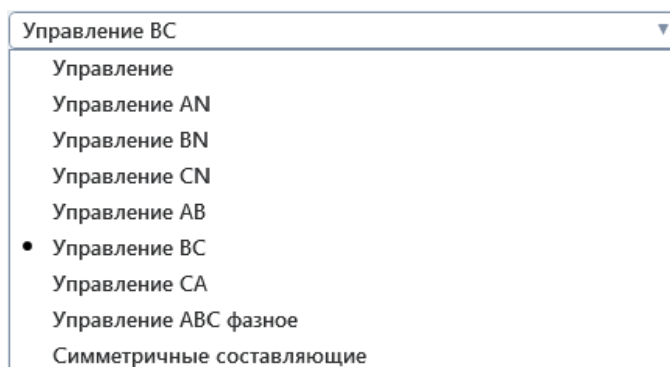 Управление BC
Управление
Управление AN
Управление BN
Управление CN
Управление AB
Управление BC
Управление CA
Управление ABC фазное
Симметричные составляющие